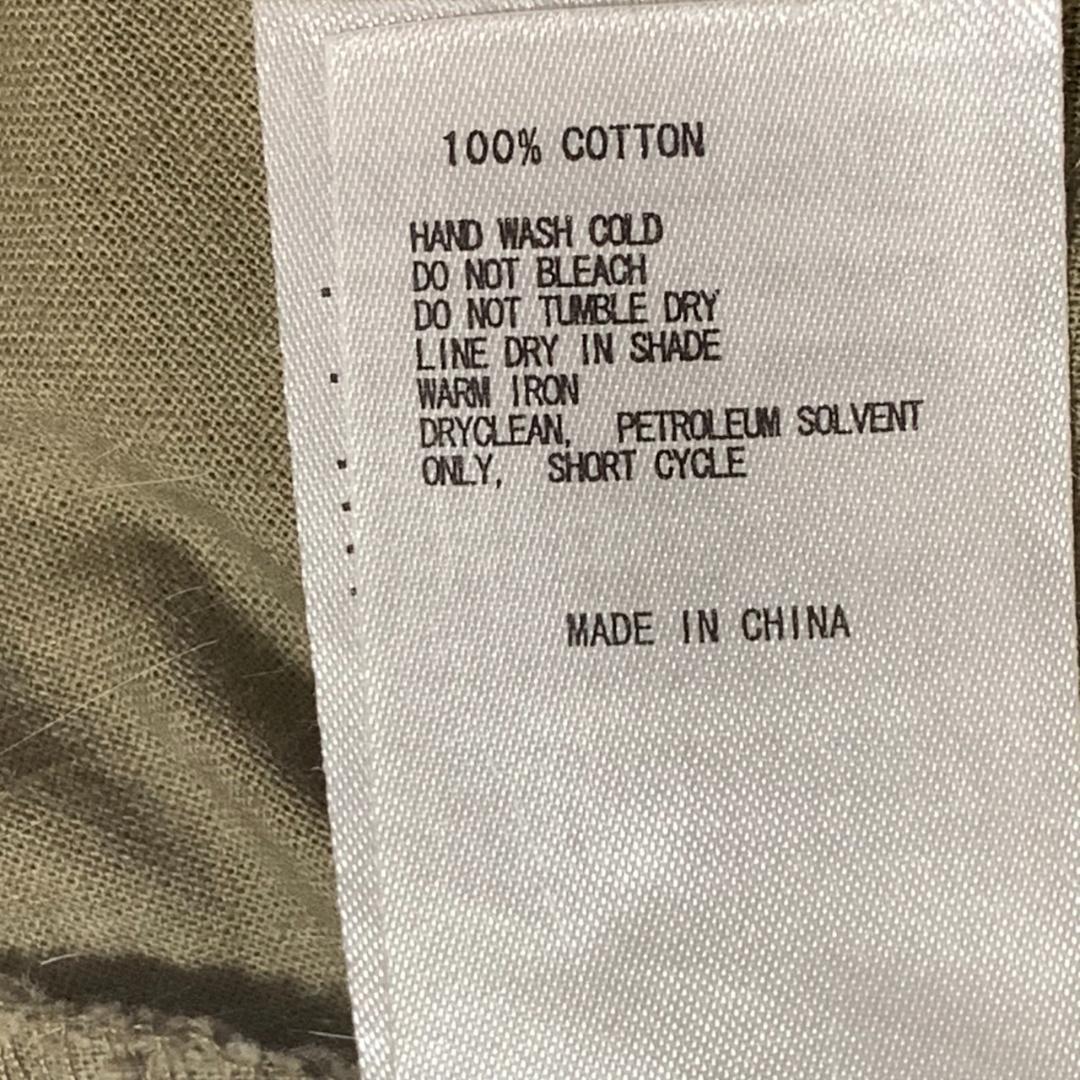 100% COTTON
HAND WASH COLD
DO NOT BLEACH
DO NOT TUMBLE DRY
LINE DRY IN SHADE
WARM IRON
DRYCLEAN, PETROLEUM SOLVENT
ONLY, SHORT CYCLE
MADE IN CHINA